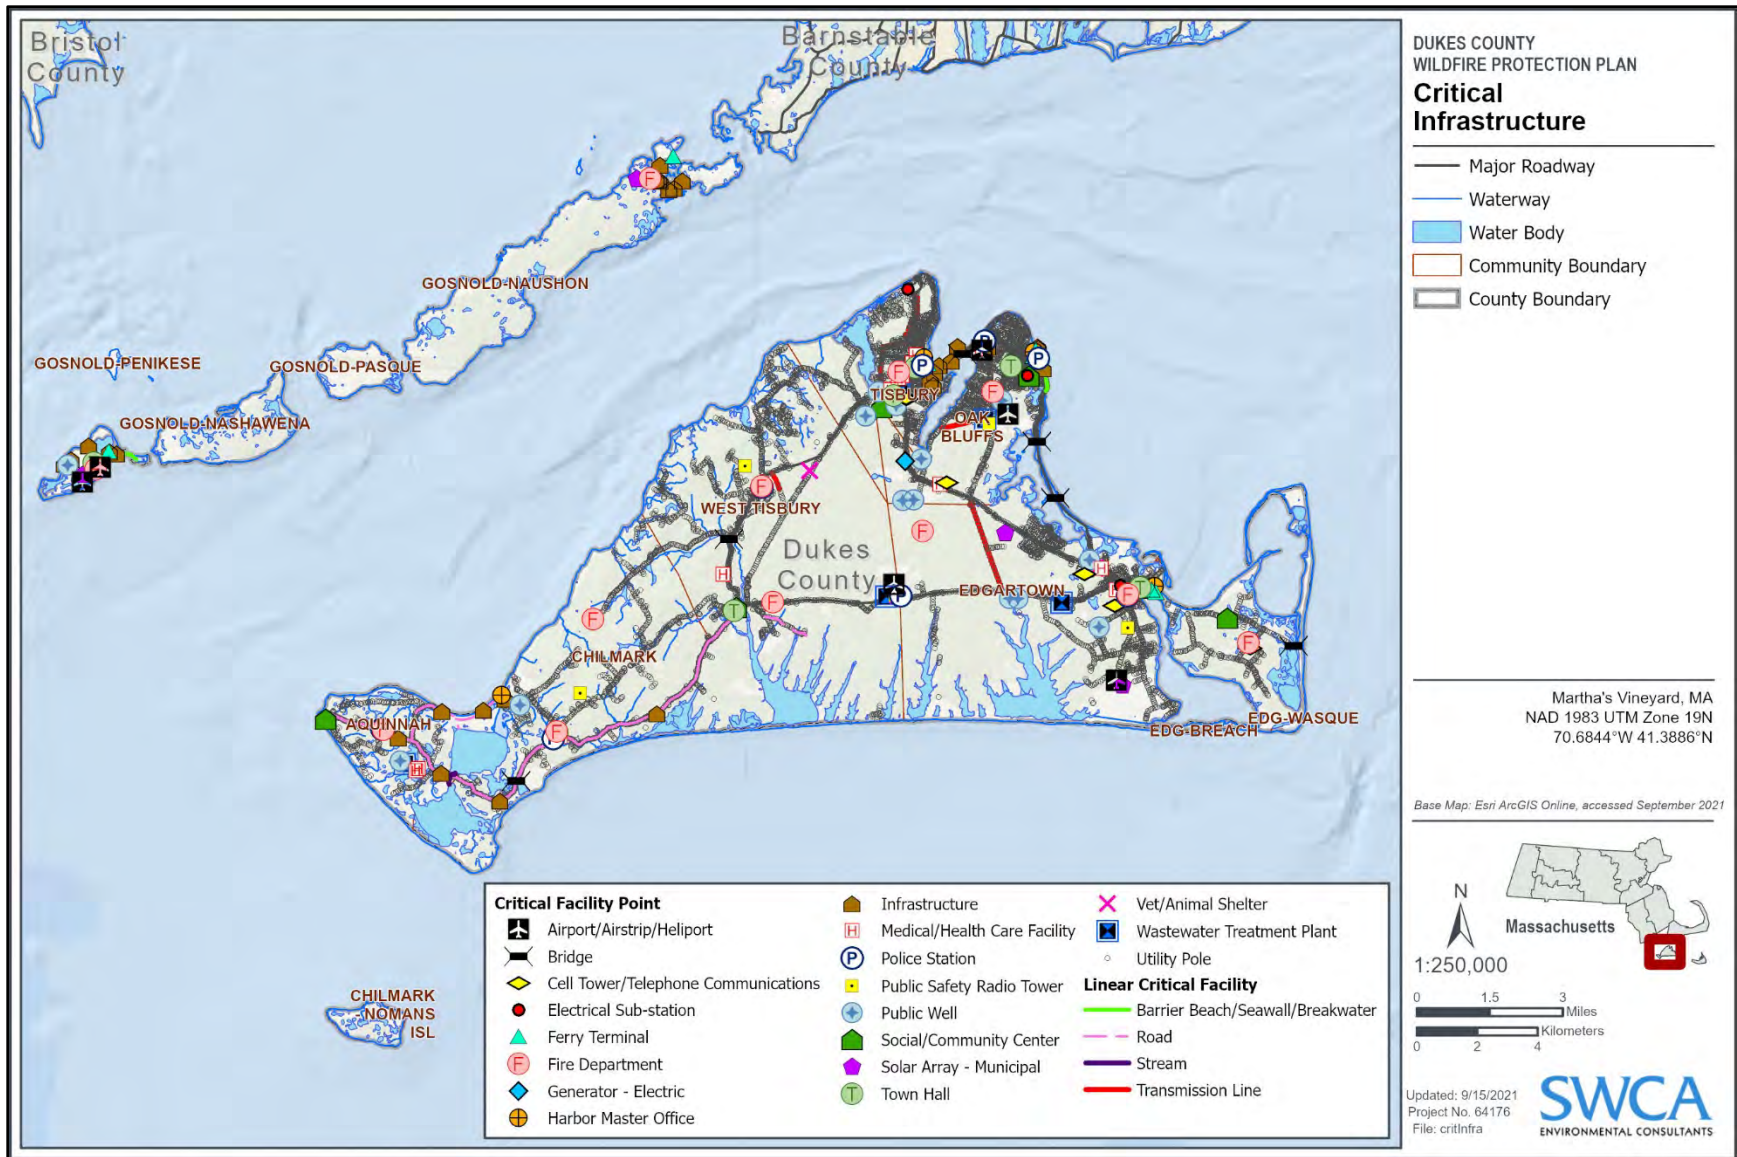 Bristol
County
Barnstable
County
GOSNOLD-NAUSHON
GOSNOLD-PENIKESE
GOSNOLD-PASQUE
GOSNOLD-NASHAWENA
TISBURY
OAK
BLUFFS
WEST TISBURY
Dukes
County
EDGARTOWN
CHILMARK
AQUINNAH
EDG-WASQUE
EDG-BREACH
CHILMARK
- NOMANS
ISL
Critical Facility Point
Airport/Airstrip/Heliport
Bridge
Cell Tower/Telephone Communications
Electrical Sub-station
Ferry Terminal
F Fire Department
Generator - Electric
Harbor Master Office
Infrastructure
H Medical/Health Care Facility
P Police Station
Public Safety Radio Tower
Public Well
Social/Community Center
Solar Array - Municipal
T Town Hall
Vet/Animal Shelter
Wastewater Treatment Plant
Utility Pole
Linear Critical Facility
Barrier Beach/Seawall/Breakwater
Road
Stream
Transmission Line
DUKES COUNTY
WILDFIRE PROTECTION PLAN
Critical
Infrastructure
Major Roadway
Waterway
Water Body
Community Boundary
County Boundary
Martha's Vineyard, MA
NAD 1983 UTM Zone 19N
70.6844°W 41.3886°N
Base Map: Esri ArcGIS Online, accessed September 2021
N
Massachusetts
1:250,000
0 1.5 3
Miles
Kilometers
0 2 4
Updated: 9/15/2021
Project No. 64176
File: critInfra
SWCA
ENVIRONMENTAL CONSULTANTS